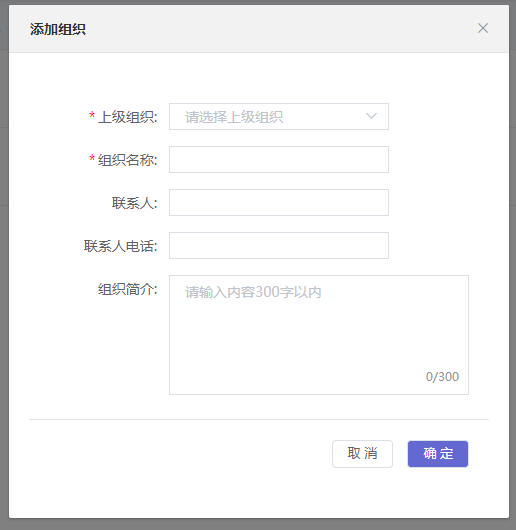 添加组织
* 上级组织: 请选择上级组织
* 组织名称:
联系人:
联系人电话:
组织简介: 请输入内容300字以内
0/300
取 消 确 定